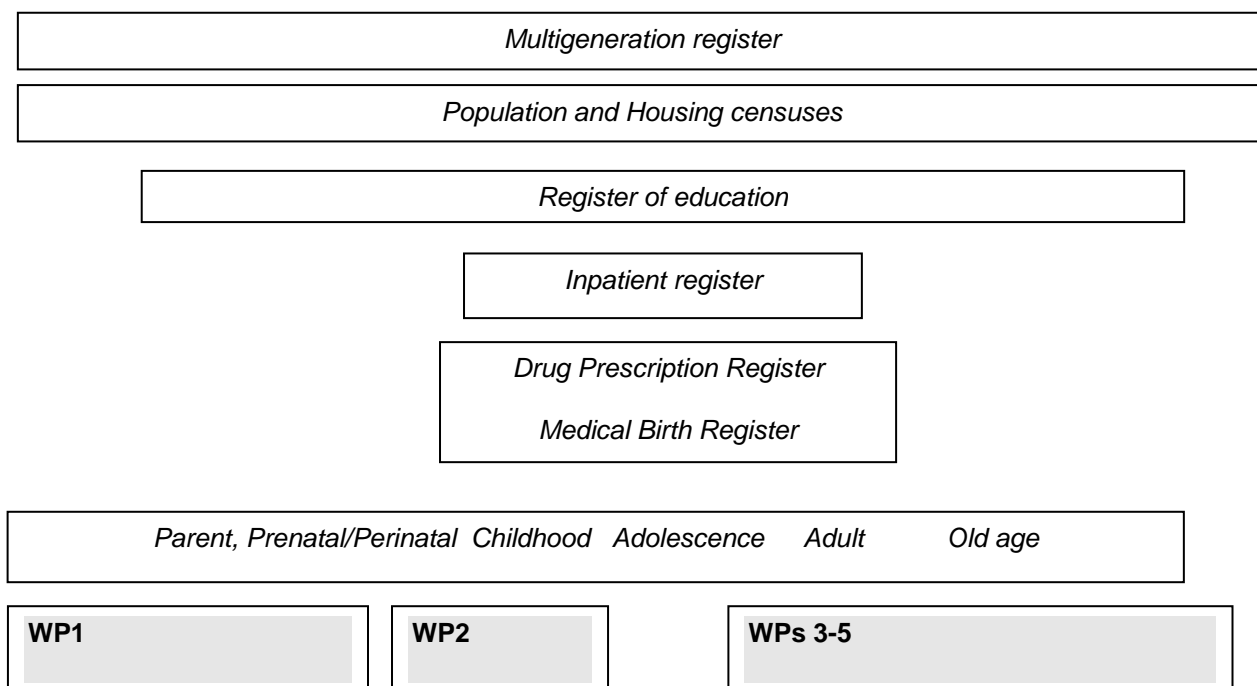 Multigeneration register
Population and Housing censuses
Register of education
Inpatient register
Drug Prescription Register
Medical Birth Register
Parent, Prenatal/Perinatal Childhood Adolescence Adult Old age
WP1 WP2 WPs 3-5